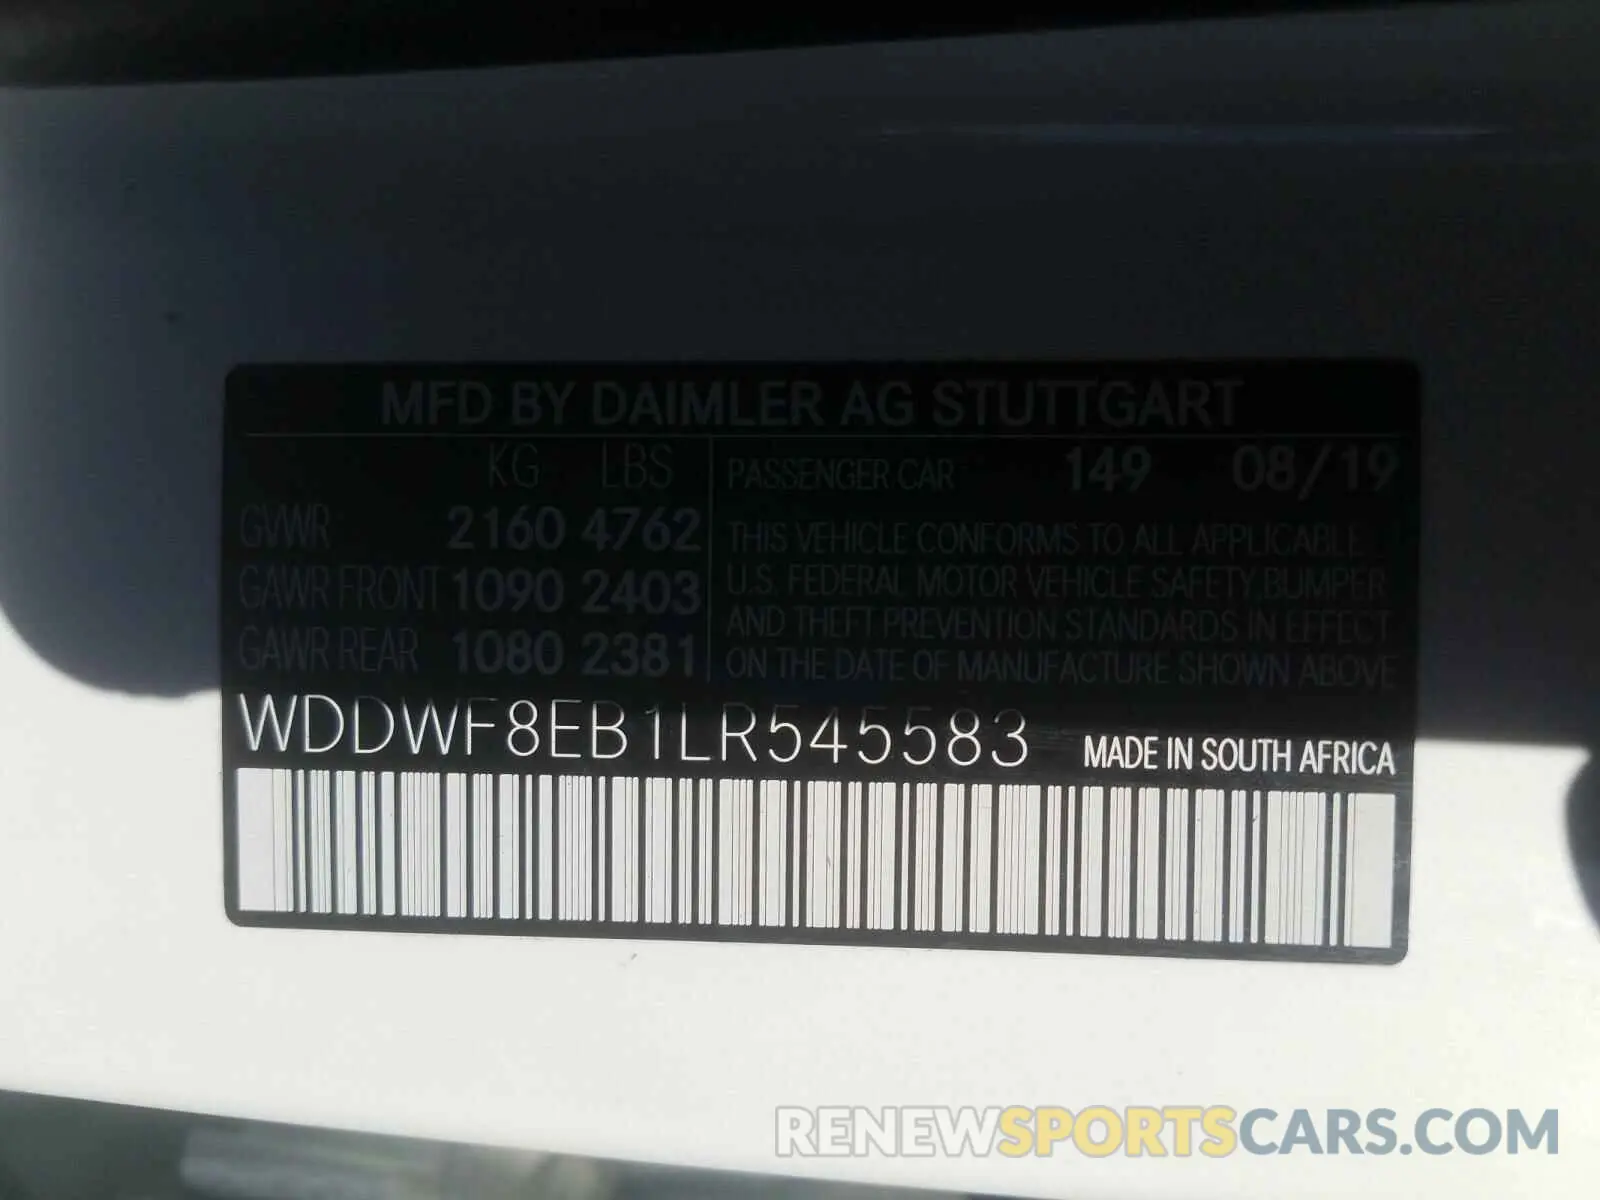 MFD BY DAIMLER AG STUTTGART
KG LBS
GVWR 2160 4762
GAWR FRONT 1090 2403
GAWR REAR 1080 2381
PASSENGER CAR 149 08/19
THIS VEHICLE CONFORMS TO ALL APPLICABLE
U.S. FEDERAL MOTOR VEHICLE SAFETY,BUMPER
AND THEFT PREVENTION STANDARDS IN EFFECT
ON THE DATE OF MANUFACTURE SHOWN ABOVE
WDDWF8EB1LR545583 MADE IN SOUTH AFRICA
RENEWSPORTSCARS.COM